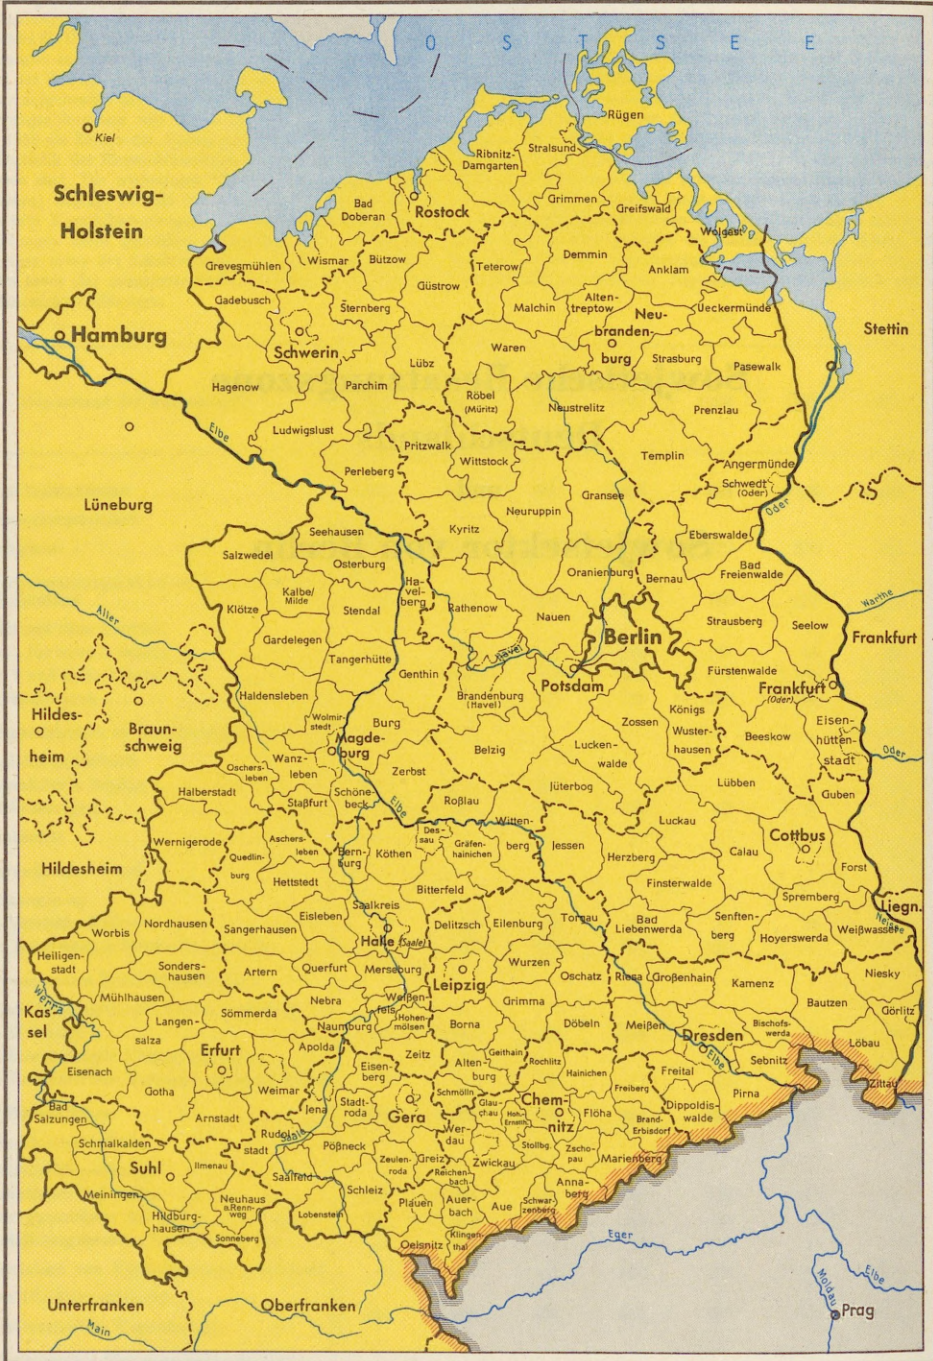 OSTSEE
Kiel
Schleswig-
Holstein
Rügen
Stralsund
Ribnitz-
Damgarten
Grimmen
Greifswald
Bad
Doberan
Rostock
Wolgast
Grevesmühlen
Wismar
Bützow
Teterow
Demmin
Anklam
Güstrow
Gadebusch
Sternberg
Malchin
Alten-
treptow
Neu-
branden-
burg
Ueckermünde
Stettin
Hamburg
Schwerin
Waren
Strasburg
Pasewalk
Lübz
Hagenow
Parchim
Röbel
(Müritz)
Neustrelitz
Prenzlau
Elbe
Ludwigslust
Pritzwalk
Wittstock
Templin
Angermünde
Perleberg
Schwedt
(Oder)
Gransee
Oder
Lüneburg
Neuruppin
Seehausen
Kyritz
Eberswalde
Salzwedel
Osterburg
Bad
Freienwalde
Oranienburg
Bernau
Kalbe/
Milde
Ha-
vel-
berg
Klötze
Stendal
Rathenow
Nauen
Warthe
Aller
Strausberg
Seelow
Berlin
Frankfurt
Gardelegen
Tangerhütte
Havel
Genthin
Fürstenwalde
Potsdam
Frankfurt
(Oder)
Haldensleben
Brandenburg
(Havel)
Hildes-
heim
Braun-
schweig
Wolmir-
stedt
Burg
Zossen
Königs
Wuster-
hausen
Eisen-
hütten-
stadt
Magde-
burg
Beeskow
Belzig
Lucken-
walde
Oder
Oschers-
leben
Wanz-
leben
Zerbst
Jüterbog
Lübben
Guben
Halberstadt
Staßfurt
Schöne-
beck
Elbe
Roßlau
Witten-
berg
Luckau
Cottbus
Wernigerode
Aschers-
leben
Des-
sau
Gräfen-
hainichen
Jessen
Quedlin-
burg
Bern-
burg
Köthen
Herzberg
Calau
Forst
Hildesheim
Hettstedt
Bitterfeld
Finsterwalde
Spremberg
Saalkreis
Liegn.
Eisleben
Delitzsch
Eilenburg
Torgau
Bad
Liebenwerda
Senften-
berg
Neisse
Nordhausen
Sangerhausen
Weißwasser
Worbis
Halle (Saale)
Hoyerswerda
Heiligen-
stadt
Sonders-
hausen
Artern
Querfurt
Merseburg
Leipzig
Wurzen
Oschatz
Riesa
Großenhain
Kamenz
Niesky
Werra
Mühlhausen
Nebra
Weißen-
fels
Grimma
Bautzen
Kas-
sel
Langen-
salza
Sömmerda
Naumburg
Hohen-
mölsen
Borna
Döbeln
Meißen
Bischofs-
werda
Görlitz
Dresden
Erfurt
Apolda
Zeitz
Geithain
Rochlitz
Löbau
Elbe
Sebnitz
Eisenach
Eisen-
berg
Alten-
burg
Hainichen
Freital
Zittau
Gotha
Weimar
Schmölln
Freiberg
Pirna
Bad
Salzungen
Arnstadt
Jena
Stadt-
roda
Gera
Glau-
chau
Hoh.-
Ernstth.
Chem-
nitz
Flöha
Brand-
Erbisdorf
Dippoldis-
walde
Rudol-
stadt
Saale
Wer-
dau
Schmalkalden
Pößneck
Stollbg.
Zscho-
pau
Marienberg
Suhl
Ilmenau
Zeulen-
roda
Greiz
Reichen-
bach
Zwickau
Saalfeld
Schleiz
Anna-
berg
Meiningen
Neuhaus
a.Renn-
weg
Plauen
Auer-
bach
Aue
Schwar-
zenberg
Hildburg-
hausen
Lobenstein
Sonneberg
Oelsnitz
Klingen-
thal
Eger
Elbe
Moldau
Unterfranken
Oberfranken
Prag
Main